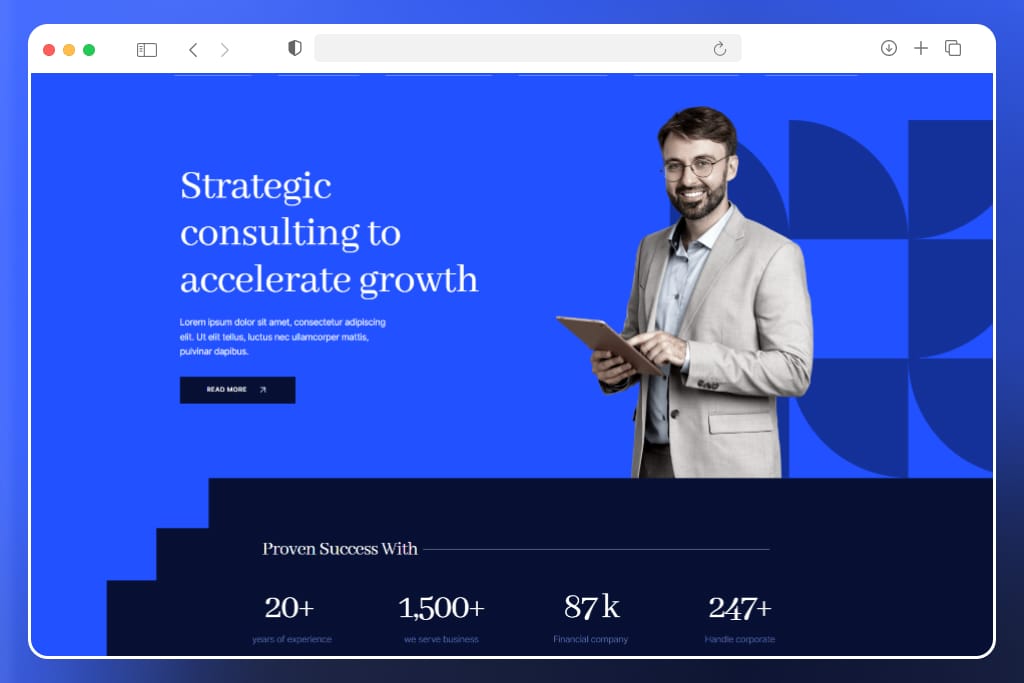 Strategic
consulting to
accelerate growth
Lorem ipsum dolor sit amet, consectetur adipiscing
elit. Ut elit tellus, luctus nec ullamcorper mattis,
pulvinar dapibus.
READ MORE
Proven Success With
20+ 1,500+ 87 k 247+
years of experience we serve business Financial company Handle corporate